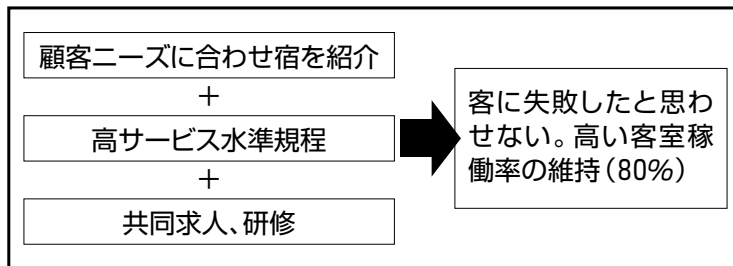 顧客ニーズに合わせ宿を紹介
+
高サービス水準規程
+
共同求人、研修
客に失敗したと思わ
せない。高い客室稼
働率の維持(80%)